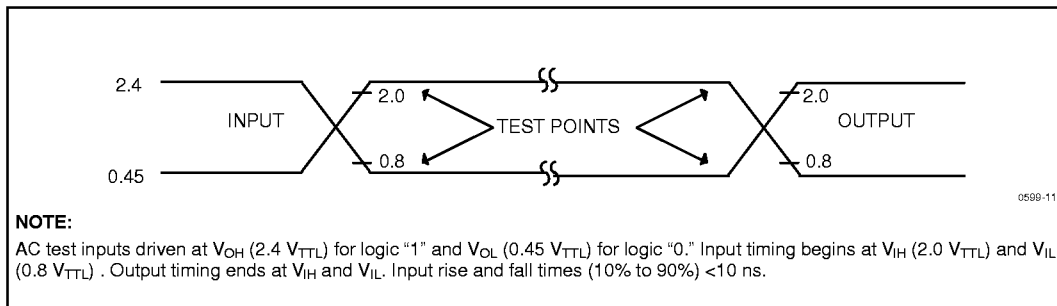 2.4
2.0
2.0
INPUT
TEST POINTS
OUTPUT
0.8
0.8
0.45
0599-11
NOTE:
AC test inputs driven at VOH (2.4 VTTL) for logic “1” and VOL (0.45 VTTL) for logic “0.” Input timing begins at VIH (2.0 VTTL) and VIL
(0.8 VTTL) . Output timing ends at VIH and VIL. Input rise and fall times (10% to 90%) <10 ns.